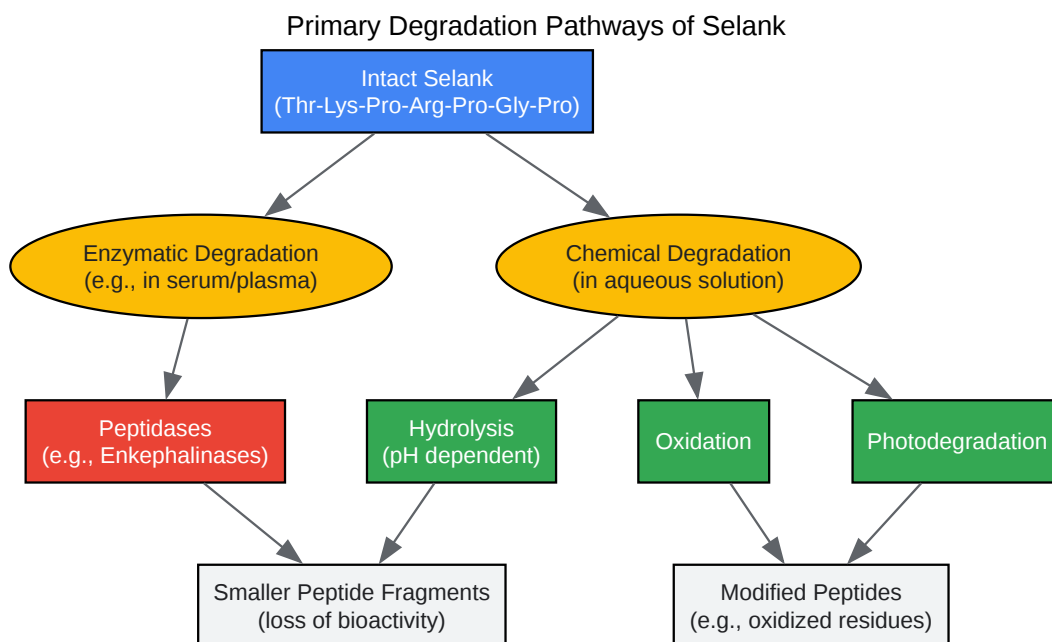 Primary Degradation Pathways of Selank
Intact Selank
(Thr-Lys-Pro-Arg-Pro-Gly-Pro)
Enzymatic Degradation
(e.g., in serum/plasma)
Chemical Degradation
(in aqueous solution)
Peptidases
(e.g., Enkephalinases)
Hydrolysis
(pH dependent)
Oxidation
Photodegradation
Smaller Peptide Fragments
(loss of bioactivity)
Modified Peptides
(e.g., oxidized residues)